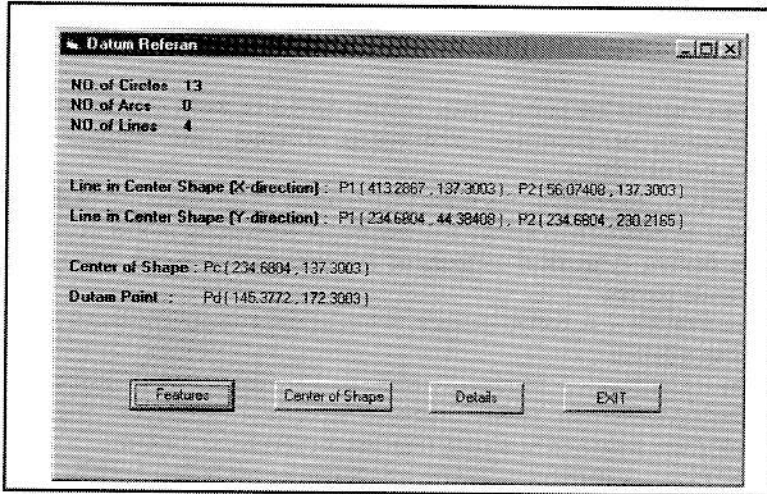 Datum Referan
NO.of Circles 13
NO.of Arcs 0
NO.of Lines 4
Line in Center Shape (X-direction) : P1 ( 413.2867 , 137.3003 ) , P2 ( 56.07408 , 137.3003 )
Line in Center Shape (Y-direction) : P1 ( 234.6804 , 44.38408 ) , P2 ( 234.6804 , 230.2165 )
Center of Shape : Pc ( 234.6804 , 137.3003 )
Dutam Point : Pd ( 145.3772 , 172.3003 )
Features Center of Shape Details EXIT